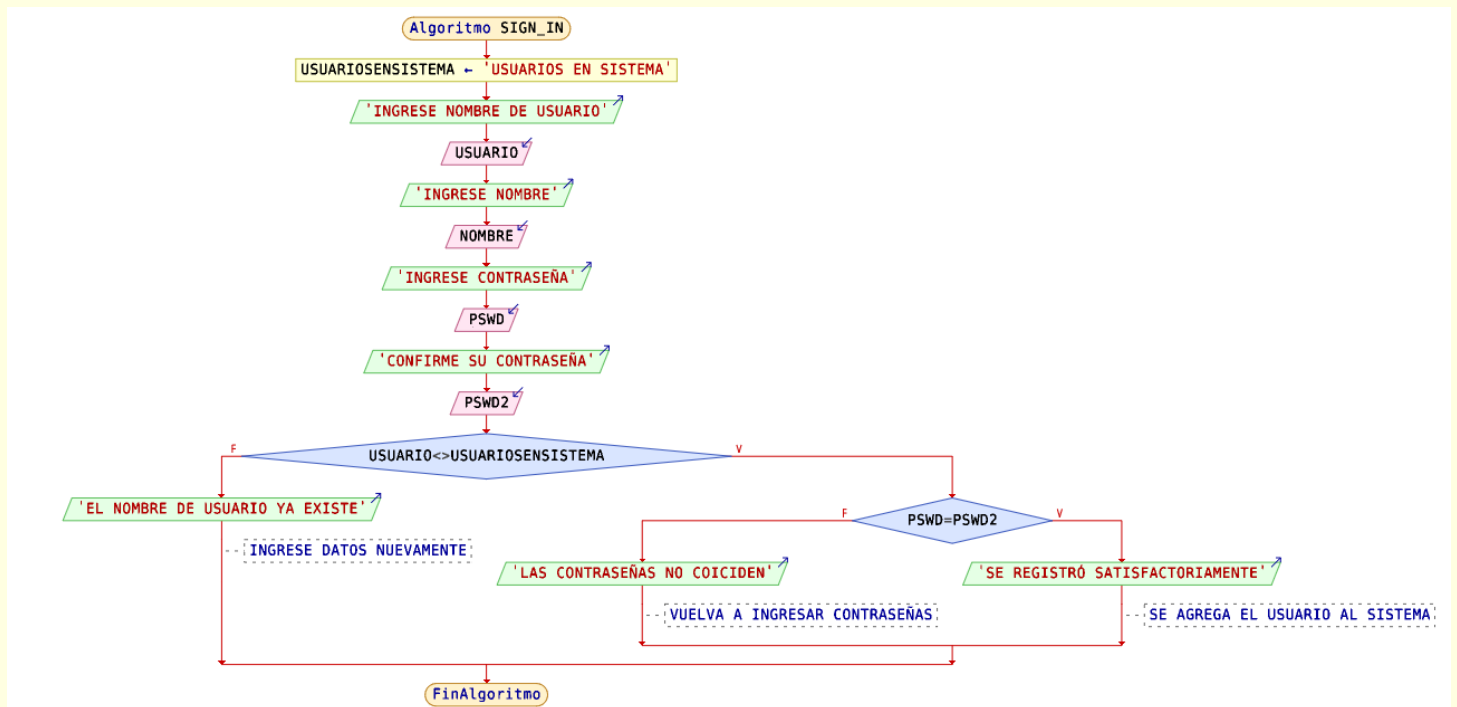 Algoritmo SIGN_IN
USUARIOSENSISTEMA ← 'USUARIOS EN SISTEMA'
'INGRESE NOMBRE DE USUARIO'
USUARIO
'INGRESE NOMBRE'
NOMBRE
'INGRESE CONTRASEÑA'
PSWD
'CONFIRME SU CONTRASEÑA'
PSWD2
F
USUARIO<>USUARIOSENSISTEMA
V
'EL NOMBRE DE USUARIO YA EXISTE'
INGRESE DATOS NUEVAMENTE
F
PSWD=PSWD2
V
'LAS CONTRASEÑAS NO COICIDEN'
VUELVA A INGRESAR CONTRASEÑAS
'SE REGISTRÓ SATISFACTORIAMENTE'
SE AGREGA EL USUARIO AL SISTEMA
FinAlgoritmo